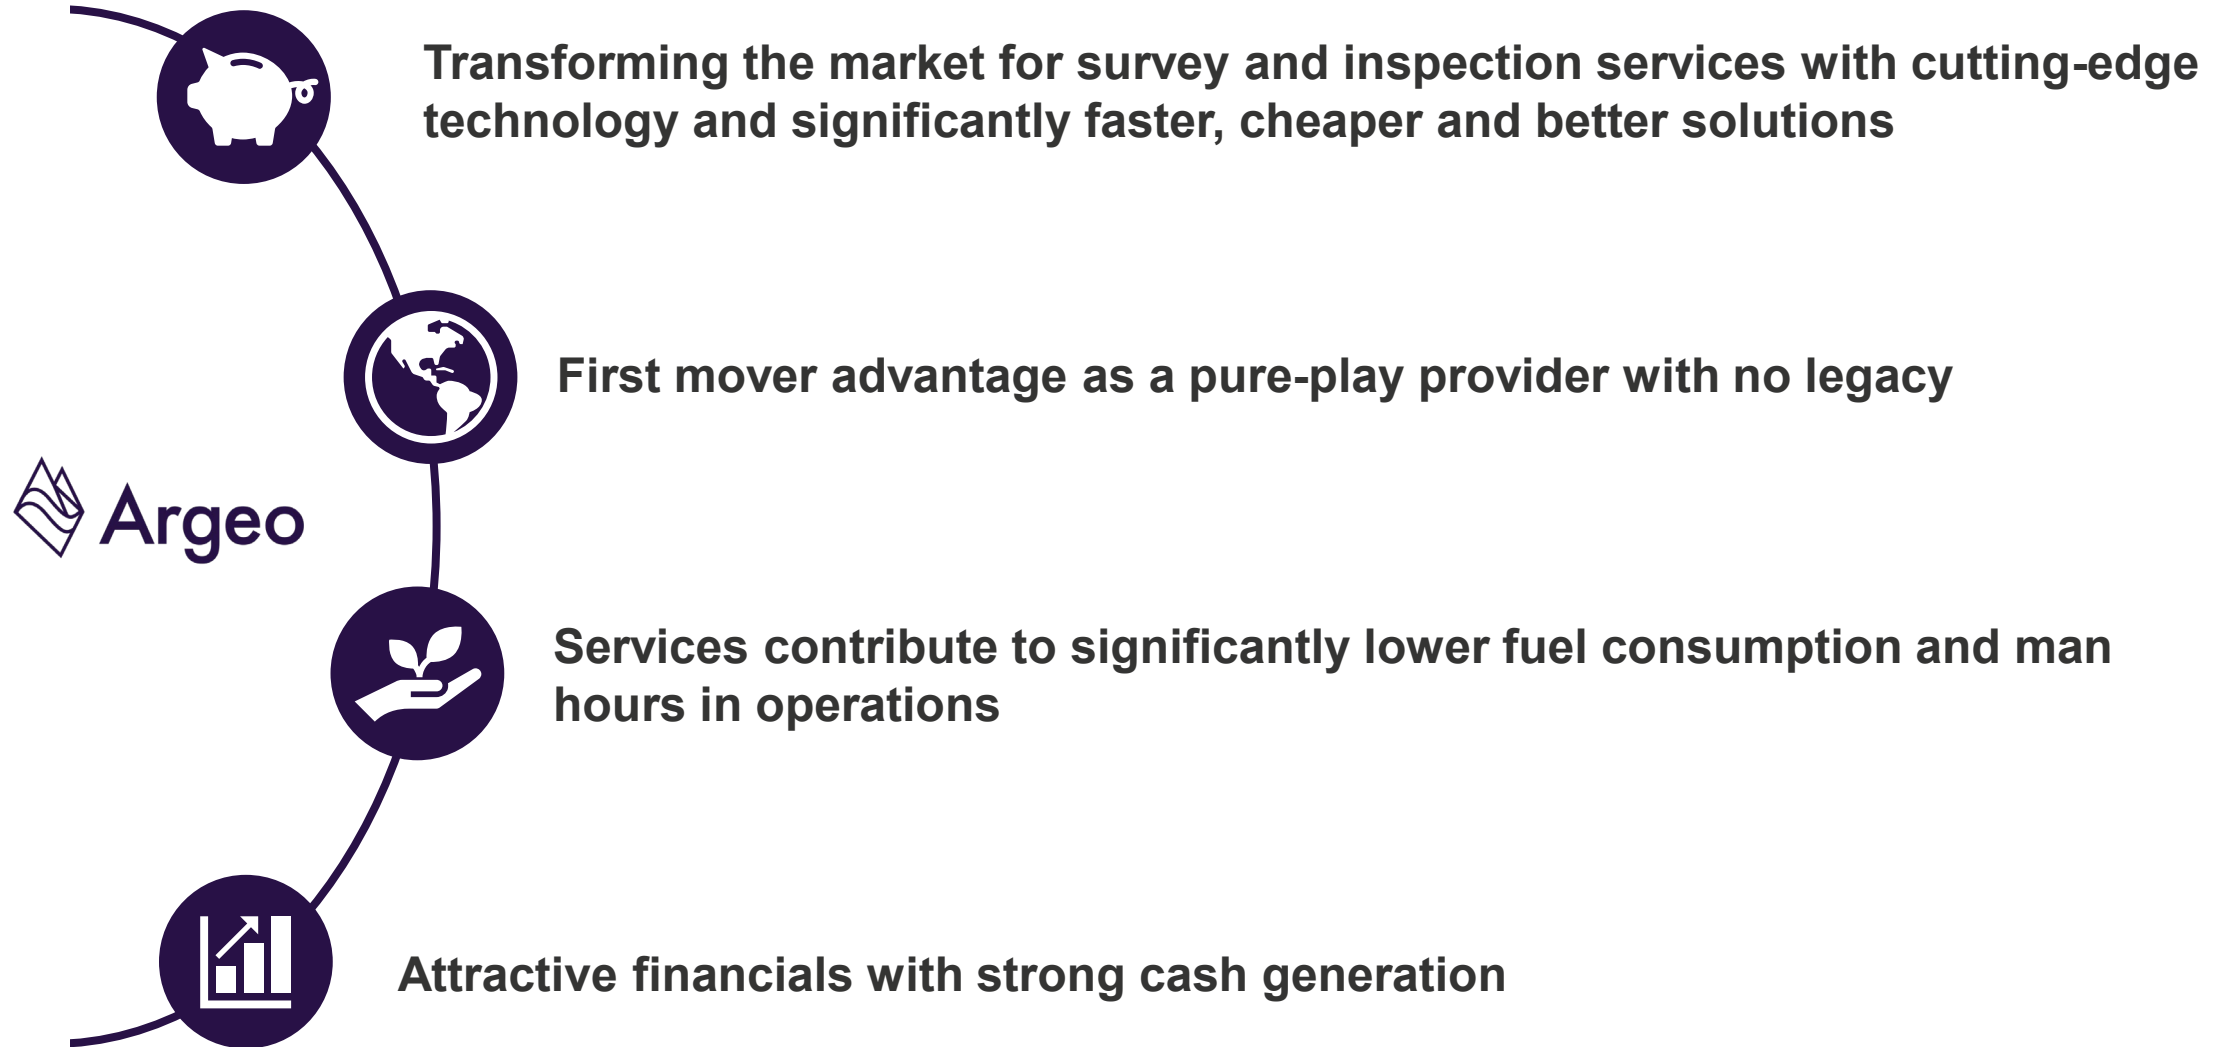 Transforming the market for survey and inspection services with cutting-edge
technology and significantly faster, cheaper and better solutions
First mover advantage as a pure-play provider with no legacy
Argeo
Services contribute to significantly lower fuel consumption and man
hours in operations
Attractive financials with strong cash generation